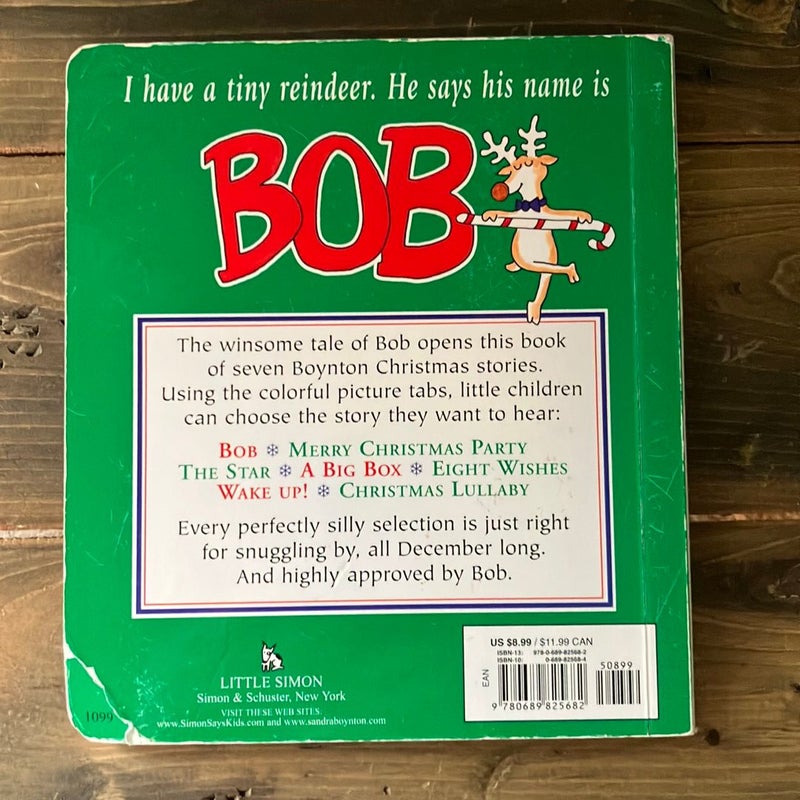 I have a tiny reindeer. He says his name is
BOB
The winsome tale of Bob opens this book
of seven Boynton Christmas stories.
Using the colorful picture tabs, little children
can choose the story they want to hear:
BOB ❄ MERRY CHRISTMAS PARTY
THE STAR ❄ A BIG BOX ❄ EIGHT WISHES
WAKE UP! ❄ CHRISTMAS LULLABY
Every perfectly silly selection is just right
for snuggling by, all December long.
And highly approved by Bob.
LITTLE SIMON
Simon & Schuster, New York
VISIT THESE WEB SITES:
www.SimonSaysKids.com and www.sandraboynton.com
1099
US $8.99 / $11.99 CAN
ISBN-13: 978-0-689-82568-2
ISBN-10: 0-689-82568-4
50899
EAN
9 780689 825682